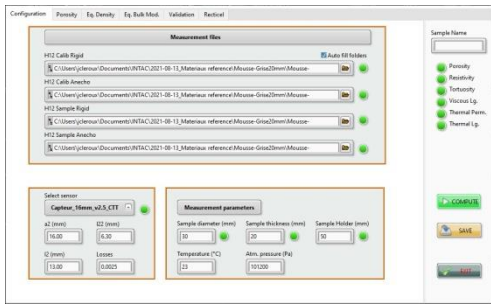 Configuration Porosity Eq. Density Eq. Bulk Mod. Validation Recticel
Measurement files
Sample Name
H12 Calib Rigid
Auto fill folders
C:\Users\jcleroux\Documents\INTAC\2021-08-13_Materiaux reference\Mousse-Grise20mm\Mousse-
Porosity
H12 Calib Anecho
Resistivity
C:\Users\jcleroux\Documents\INTAC\2021-08-13_Materiaux reference\Mousse-Grise20mm\Mousse-
Tortuosity
Viscous Lg.
H12 Sample Rigid
Thermal Perm.
C:\Users\jcleroux\Documents\INTAC\2021-08-13_Materiaux reference\Mousse-Grise20mm\Mousse-
Thermal Lg.
H12 Sample Anecho
C:\Users\jcleroux\Documents\INTAC\2021-08-13_Materiaux reference\Mousse-Grise20mm\Mousse-
Select sensor
Capteur_16mm_v2.5_CTT
Measurement parameters
COMPUTE
a2 (mm) l22 (mm)
Sample diameter (mm) Sample thickness (mm) Sample Holder (mm)
16,00 6,30
30 20 50
SAVE
l2 (mm) Losses
Temperature (°C) Atm. pressure (Pa)
13,00 0,0025
23 101200
EXIT